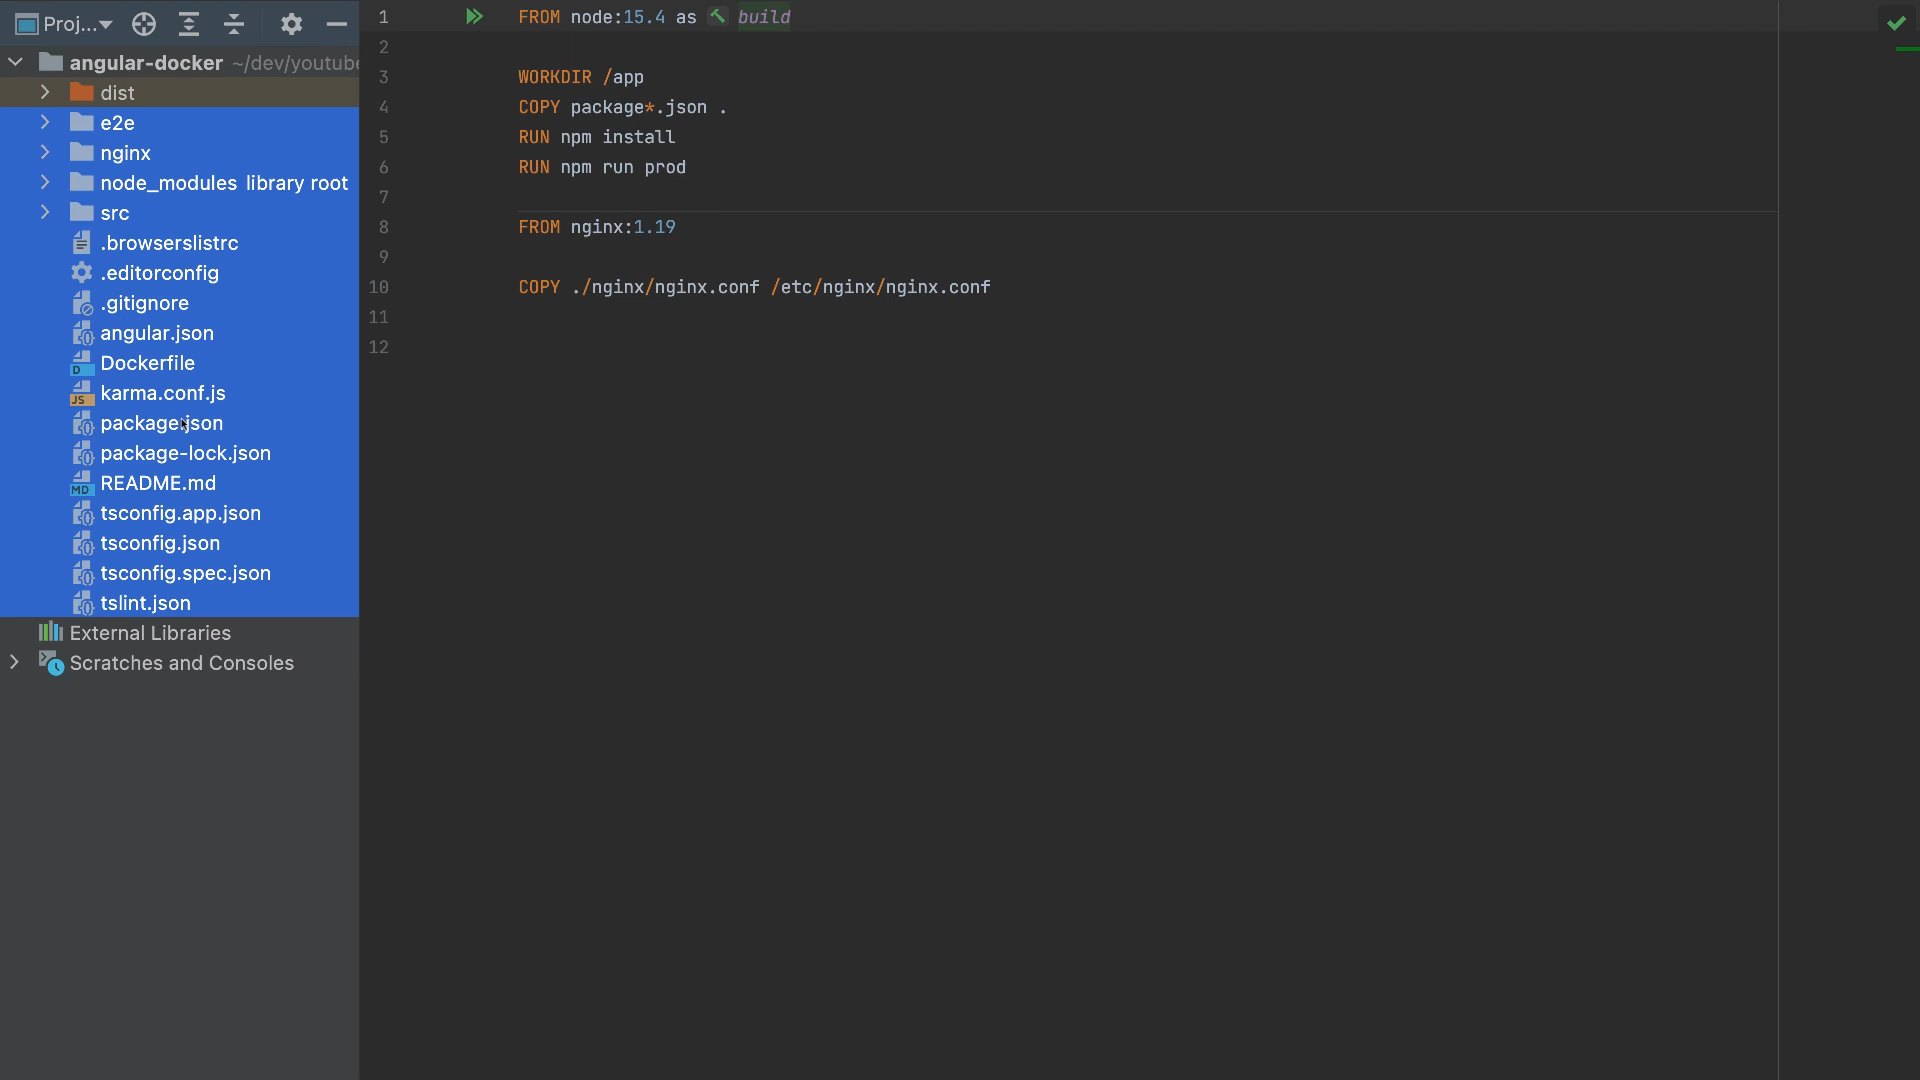 Proj...
angular-docker ~/dev/youtube
dist
e2e
nginx
node_modules library root
src
.browserslistrc
.editorconfig
.gitignore
angular.json
Dockerfile
karma.conf.js
package.json
package-lock.json
README.md
tsconfig.app.json
tsconfig.json
tsconfig.spec.json
tslint.json
External Libraries
Scratches and Consoles
1 FROM node:15.4 as build
2
3 WORKDIR /app
4 COPY package*.json .
5 RUN npm install
6 RUN npm run prod
7
8 FROM nginx:1.19
9
10 COPY ./nginx/nginx.conf /etc/nginx/nginx.conf
11
12